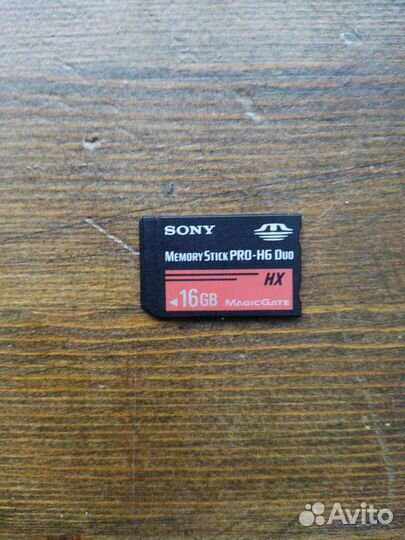 SONY
MEMORY STICK PRO-HG DUO
HX
16GB MAGICGATE
Avito